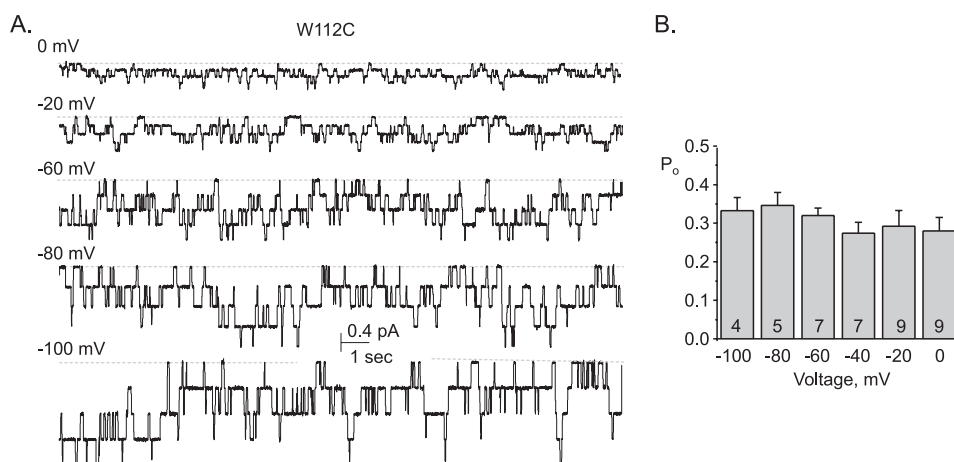 A.
W112C
0 mV
-20 mV
-60 mV
-80 mV
0.4 pA
1 sec
-100 mV
B.
Po
0.5
0.4
0.3
0.2
0.1
0.0
4 5 7 7 9 9
-100 -80 -60 -40 -20 0
Voltage, mV